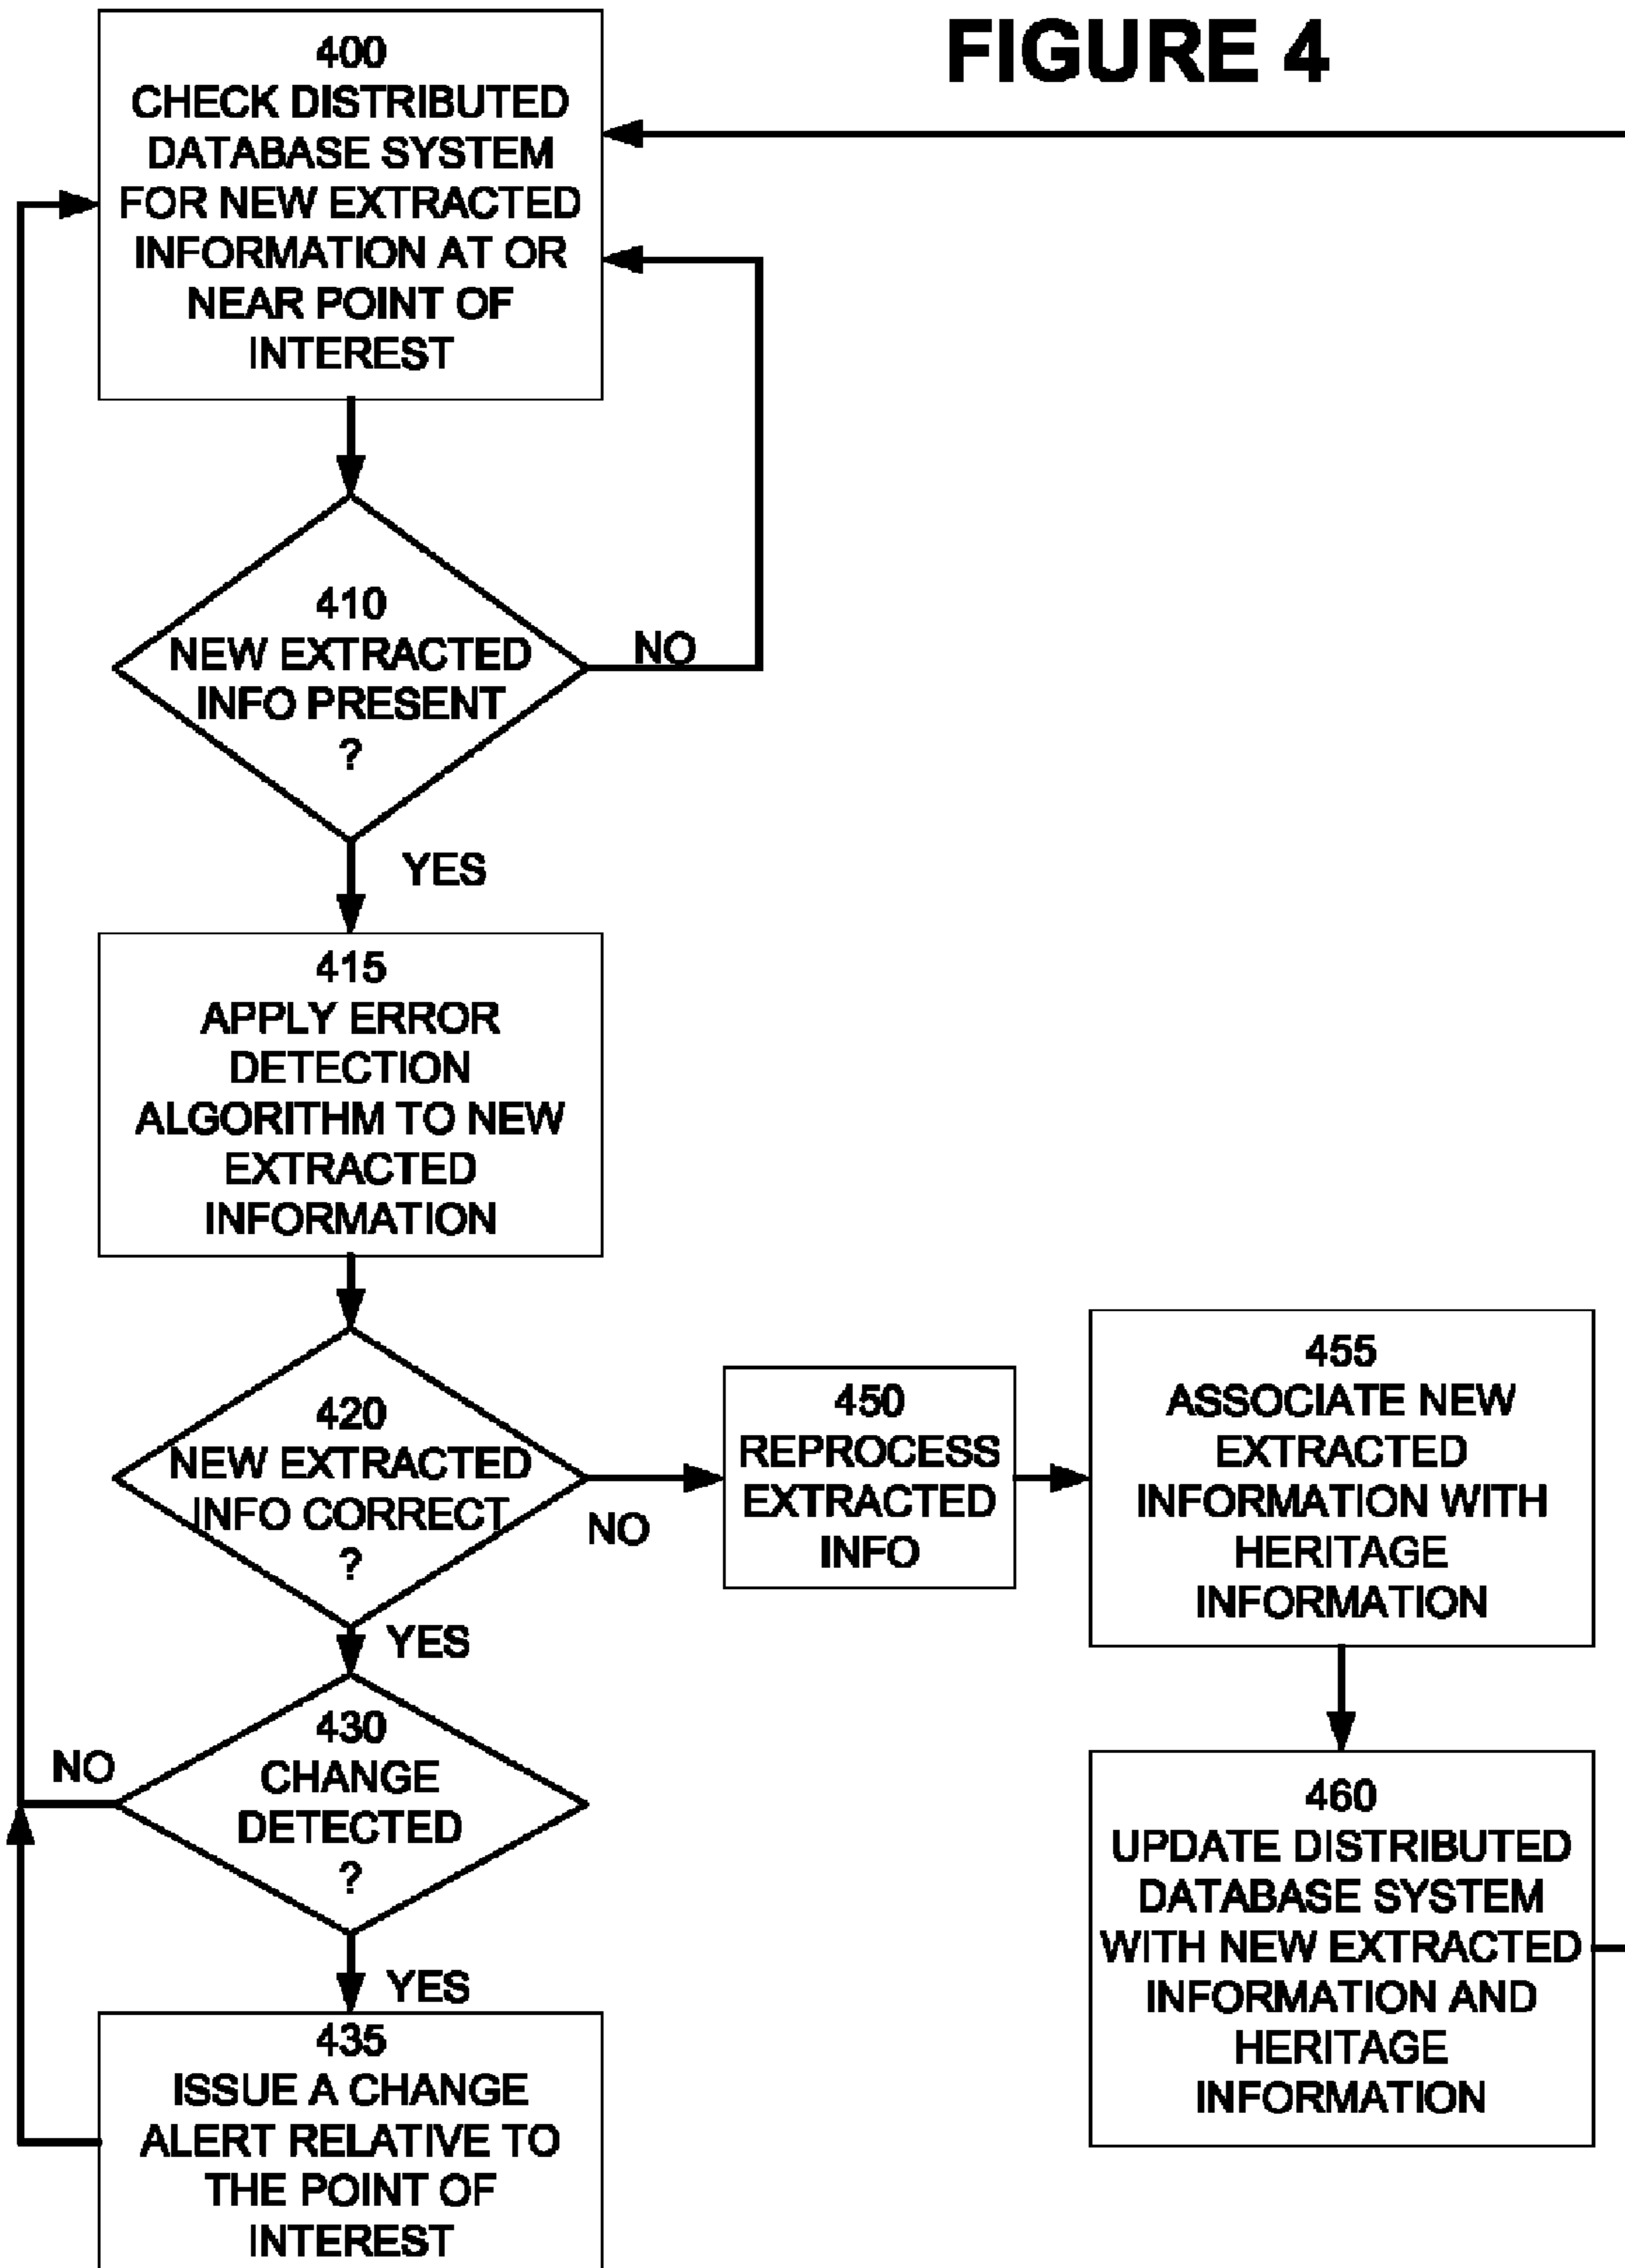 FIGURE 4
400
CHECK DISTRIBUTED
DATABASE SYSTEM
FOR NEW EXTRACTED
INFORMATION AT OR
NEAR POINT OF
INTEREST
410
NEW EXTRACTED
INFO PRESENT
?
NO
YES
415
APPLY ERROR
DETECTION
ALGORITHM TO NEW
EXTRACTED
INFORMATION
420
NEW EXTRACTED
INFO CORRECT
?
NO
YES
450
REPROCESS
EXTRACTED
INFO
455
ASSOCIATE NEW
EXTRACTED
INFORMATION WITH
HERITAGE
INFORMATION
430
CHANGE
DETECTED
?
NO
YES
460
UPDATE DISTRIBUTED
DATABASE SYSTEM
WITH NEW EXTRACTED
INFORMATION AND
HERITAGE
INFORMATION
435
ISSUE A CHANGE
ALERT RELATIVE TO
THE POINT OF
INTEREST